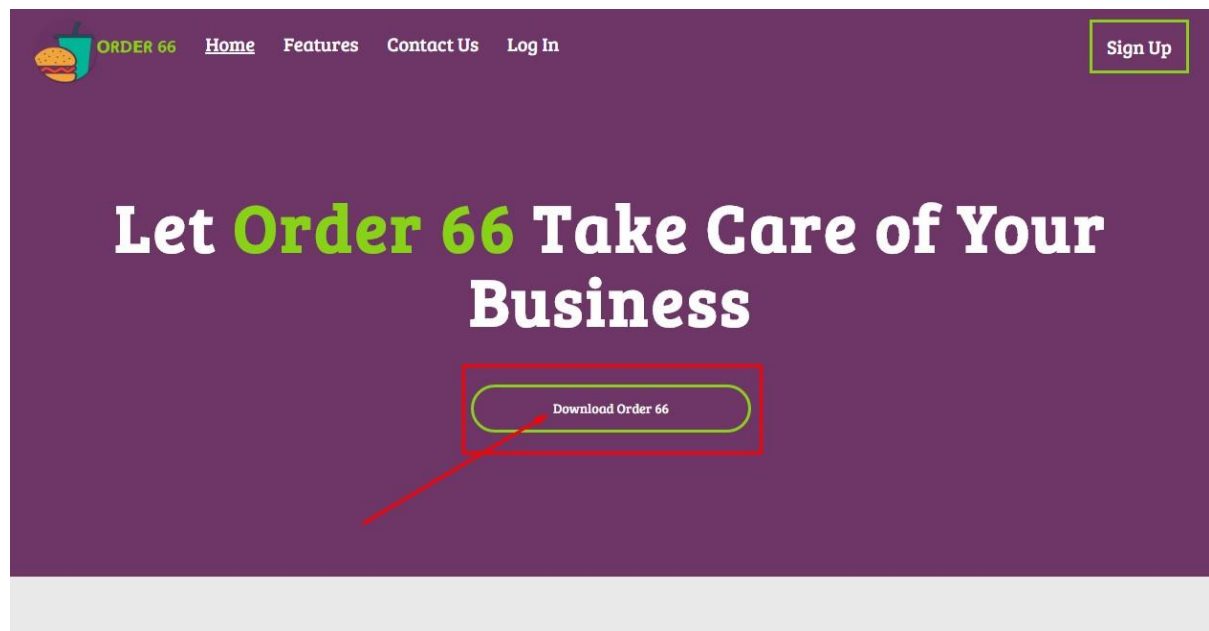 ORDER 66
Home
Features
Contact Us
Log In
Sign Up
Let Order 66 Take Care of Your
Business
Download Order 66